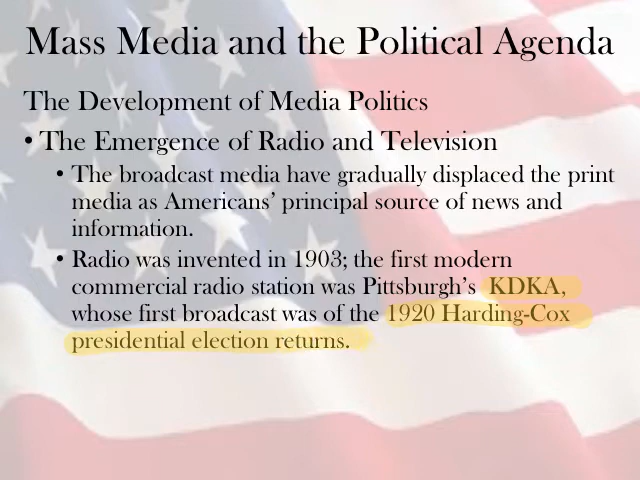 Mass Media and the Political Agenda
The Development of Media Politics
• The Emergence of Radio and Television
• The broadcast media have gradually displaced the print
media as Americans’ principal source of news and
information.
• Radio was invented in 1903; the first modern
commercial radio station was Pittsburgh’s KDKA,
whose first broadcast was of the 1920 Harding-Cox
presidential election returns.